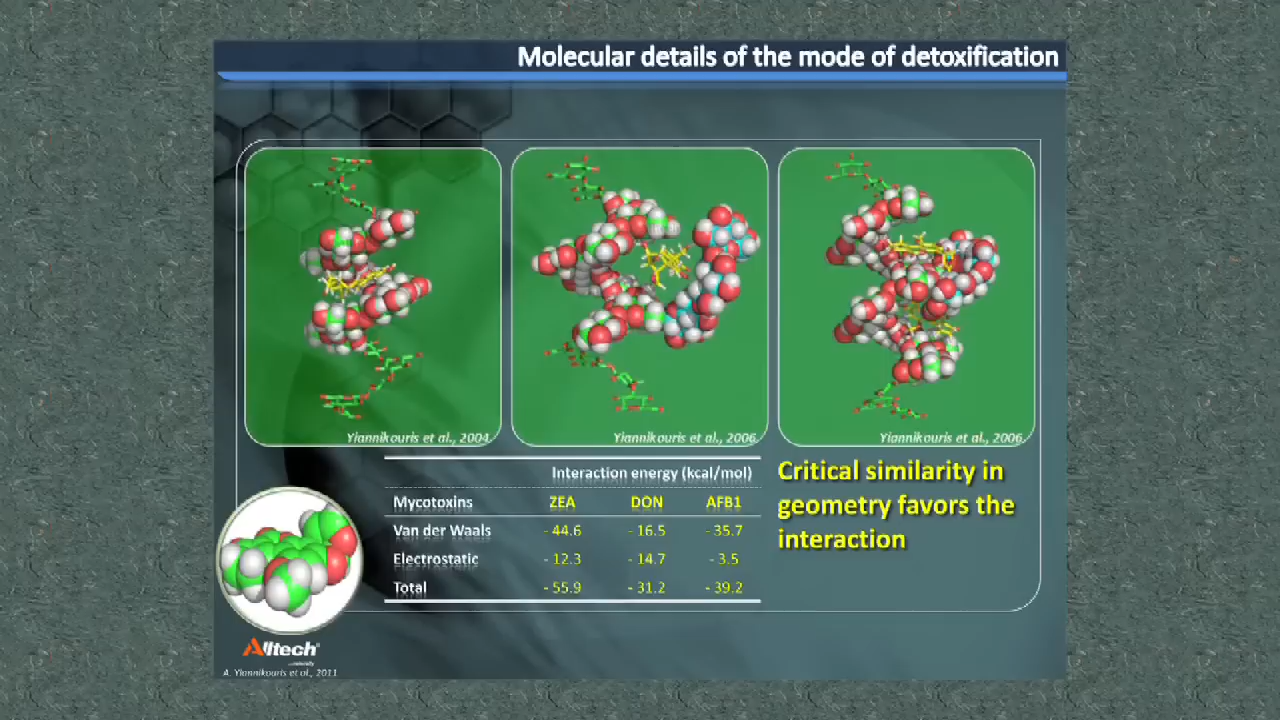 Molecular details of the mode of detoxification
Yiannikouris et al., 2004
Yiannikouris et al., 2006
Yiannikouris et al., 2006
Interaction energy (kcal/mol)
Mycotoxins ZEA DON AFB1
Van der Waals - 44.6 - 16.5 - 35.7
Electrostatic - 12.3 - 14.7 - 3.5
Total - 55.9 - 31.2 - 39.2
Critical similarity in
geometry favors the
interaction
Alltech®
...naturally
A. Yiannikouris et al., 2011